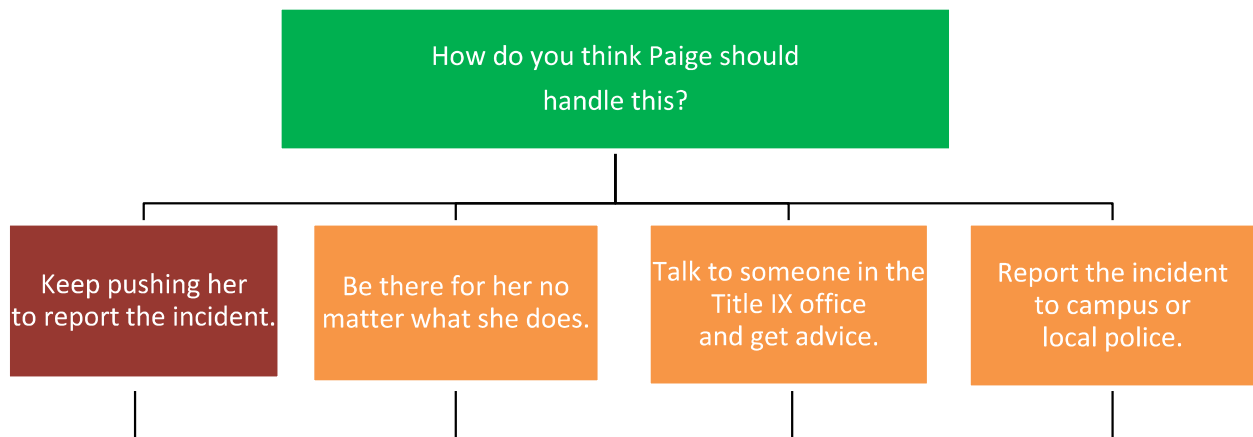 How do you think Paige should
handle this?
Keep pushing her
to report the incident.
Be there for her no
matter what she does.
Talk to someone in the
Title IX office
and get advice.
Report the incident
to campus or
local police.